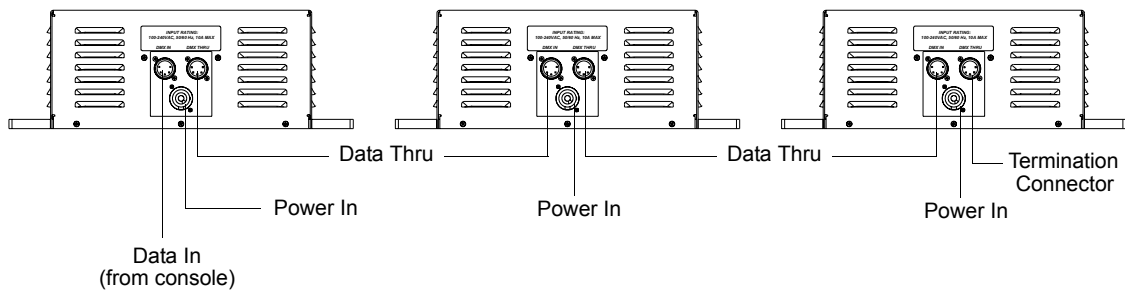 INPUT RATING:
100-240VAC, 50/60 Hz, 10A MAX
DMX IN DMX THRU
INPUT RATING:
100-240VAC, 50/60 Hz, 10A MAX
DMX IN DMX THRU
INPUT RATING:
100-240VAC, 50/60 Hz, 10A MAX
DMX IN DMX THRU
Data Thru
Data Thru
Termination
Connector
Power In
Power In
Power In
Data In
(from console)